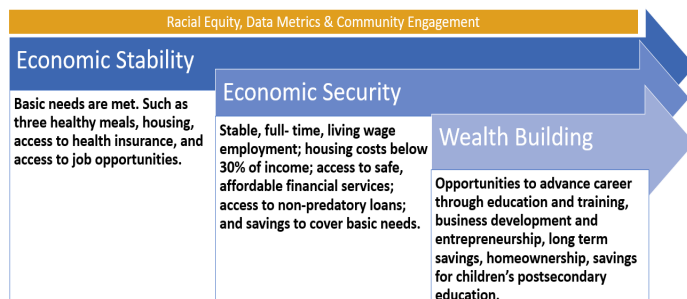 Racial Equity, Data Metrics & Community Engagement
Economic Stability
Basic needs are met. Such as
three healthy meals, housing,
access to health insurance, and
access to job opportunities.
Economic Security
Stable, full- time, living wage
employment; housing costs below
30% of income; access to safe,
affordable financial services;
access to non-predatory loans;
and savings to cover basic needs.
Wealth Building
Opportunities to advance career
through education and training,
business development and
entrepreneurship, long term
savings, homeownership, savings
for children’s postsecondary
education.